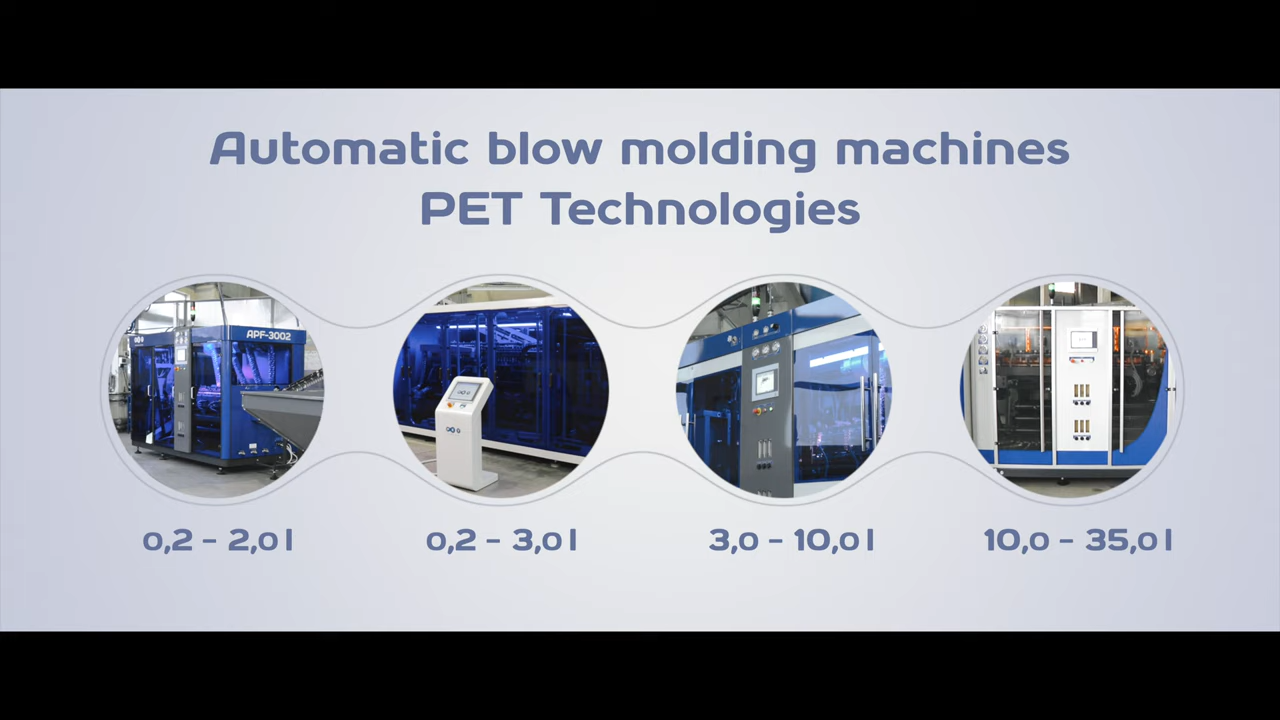 Automatic blow molding machines
PET Technologies
APF-3002
0,2 - 2,0 l
0,2 - 3,0 l
3,0 - 10,0 l
10,0 - 35,0 l